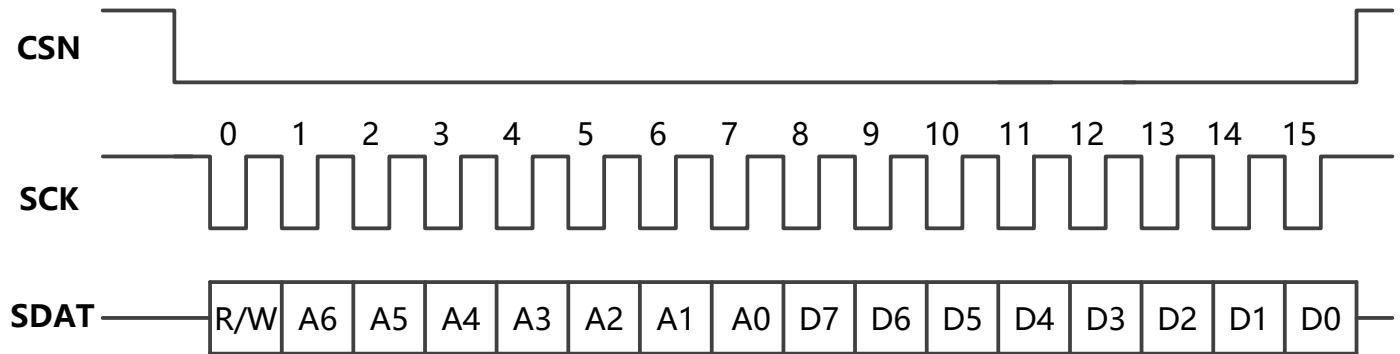 CSN
0 1 2 3 4 5 6 7 8 9 10 11 12 13 14 15
SCK
SDAT R/W A6 A5 A4 A3 A2 A1 A0 D7 D6 D5 D4 D3 D2 D1 D0